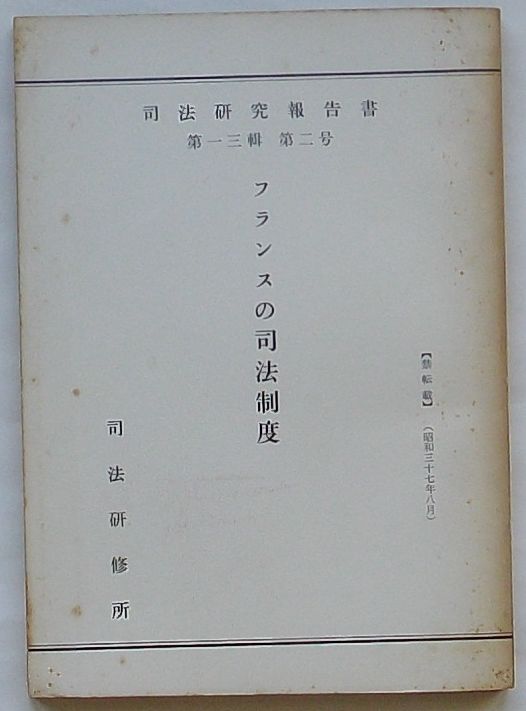 司法研究報告書
第一三輯 第二号
フランスの司法制度
【禁転載】
（昭和三十七年八月）
司法研修所